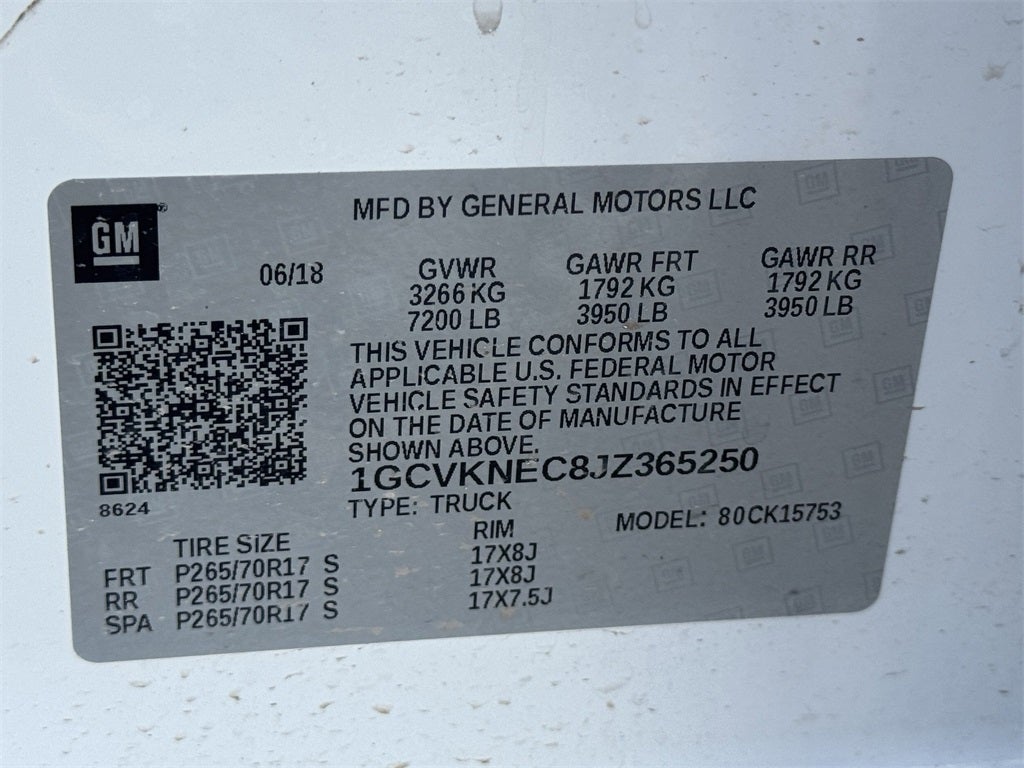 MFD BY GENERAL MOTORS LLC
GM®
06/18 GVWR GAWR FRT GAWR RR
3266 KG 1792 KG 1792 KG
7200 LB 3950 LB 3950 LB
THIS VEHICLE CONFORMS TO ALL
APPLICABLE U.S. FEDERAL MOTOR
VEHICLE SAFETY STANDARDS IN EFFECT
ON THE DATE OF MANUFACTURE
SHOWN ABOVE.
1GCVKNEC8JZ365250
8624
TYPE: TRUCK
MODEL: 80CK15753
TIRE SIZE RIM
FRT P265/70R17 S 17X8J
RR P265/70R17 S 17X8J
SPA P265/70R17 S 17X7.5J